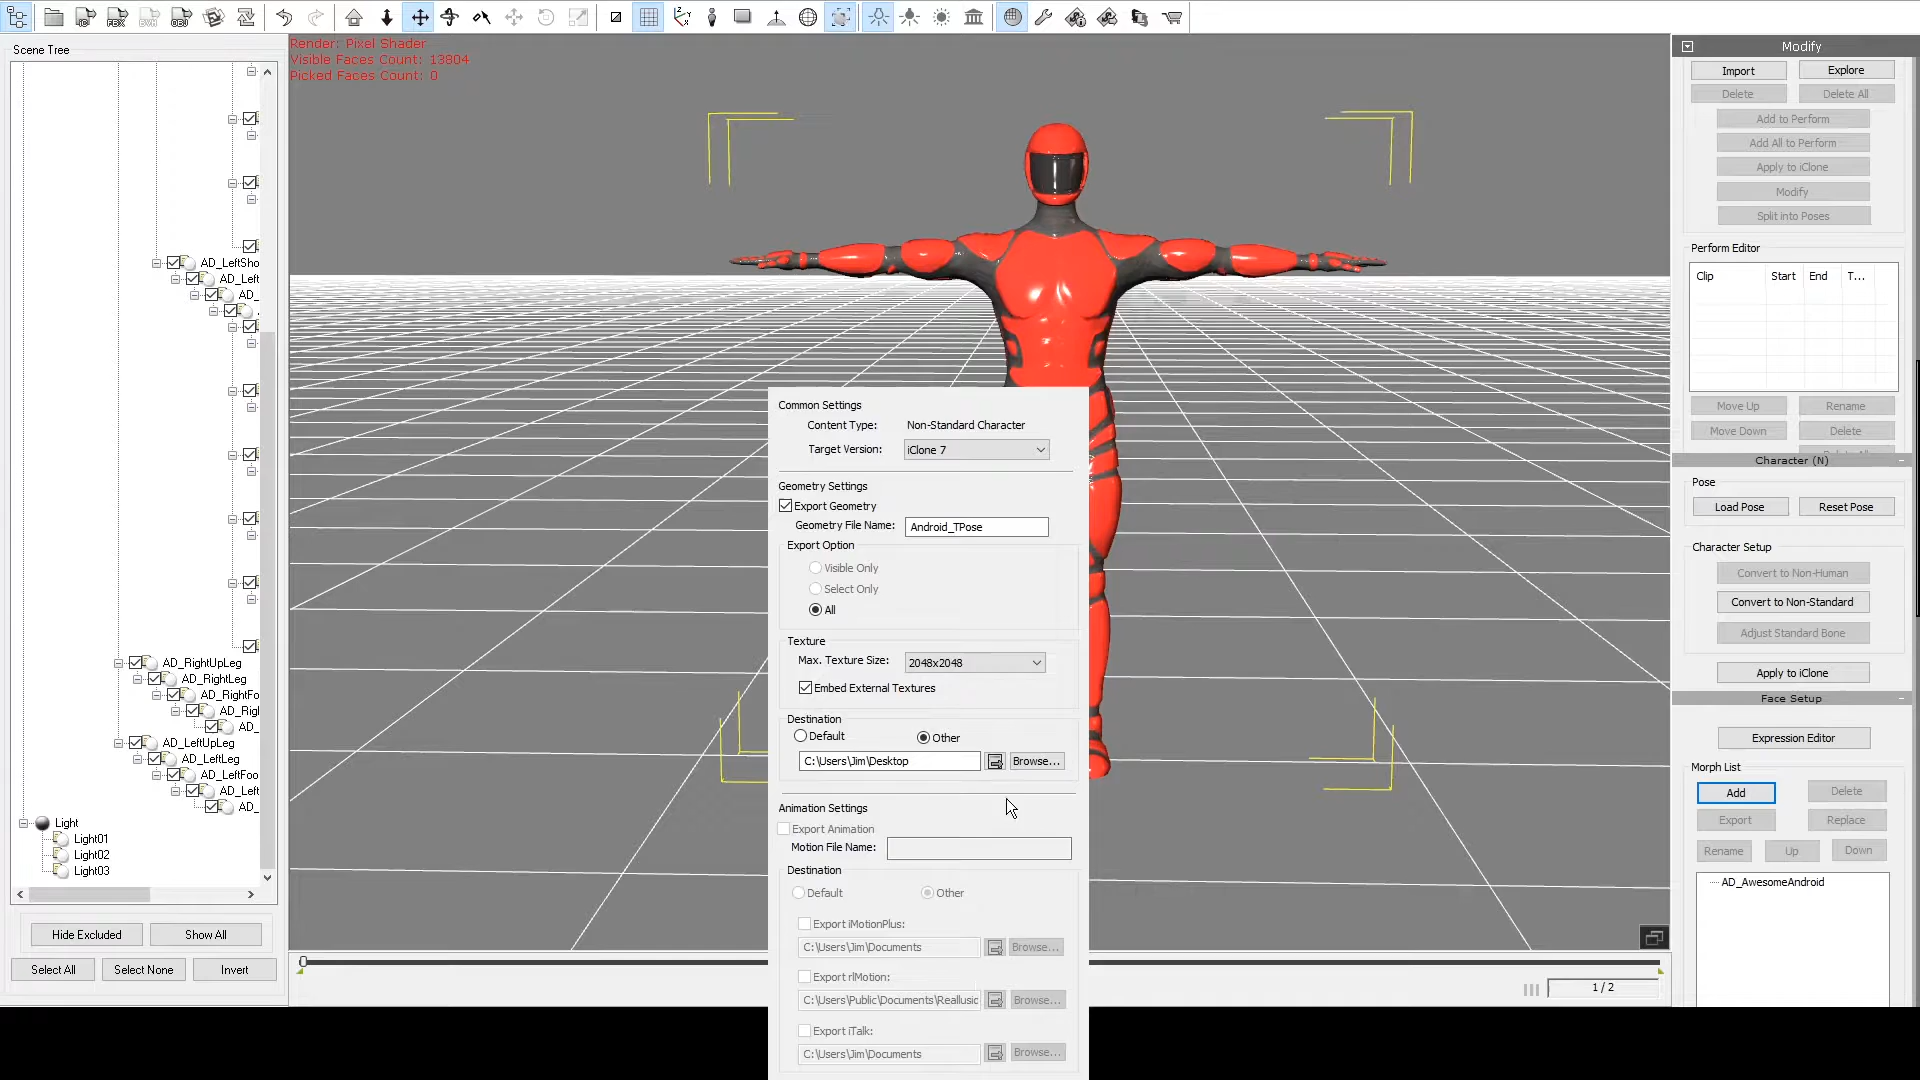 Scene Tree
AD_LeftSho
AD_Left
AD_
AD_RightUpLeg
AD_RightLeg
AD_RightFo
AD_Rigl
AD_
AD_LeftUpLeg
AD_LeftLeg
AD_LeftFoo
AD_Left
AD_
Light
Light01
Light02
Light03
Hide Excluded
Show All
Select All
Select None
Invert
FBX
BVH
OBJ
Render: Pixel Shader
Visible Faces Count: 13804
Picked Faces Count: 0
Common Settings
Content Type: Non-Standard Character
Target Version: iClone 7
Geometry Settings
Export Geometry
Geometry File Name: Android_TPose
Export Option
Visible Only
Select Only
All
Texture
Max. Texture Size: 2048x2048
Embed External Textures
Destination
Default
Other
C:\Users\Jim\Desktop
Browse...
Animation Settings
Export Animation
Motion File Name:
Destination
Default
Other
Export iMotionPlus:
C:\Users\Jim\Documents
Browse...
Export rlMotion:
C:\Users\Public\Documents\Reallusic
Browse...
Export iTalk:
C:\Users\Jim\Documents
Browse...
1 / 2
Modify
Import
Explore
Delete
Delete All
Add to Perform
Add All to Perform
Apply to iClone
Modify
Split into Poses
Perform Editor
Clip Start End T...
Move Up
Rename
Move Down
Delete
Character (N)
Pose
Load Pose
Reset Pose
Character Setup
Convert to Non-Human
Convert to Non-Standard
Adjust Standard Bone
Apply to iClone
Face Setup
Expression Editor
Morph List
Add
Delete
Export
Replace
Rename
Up
Down
AD_AwesomeAndroid